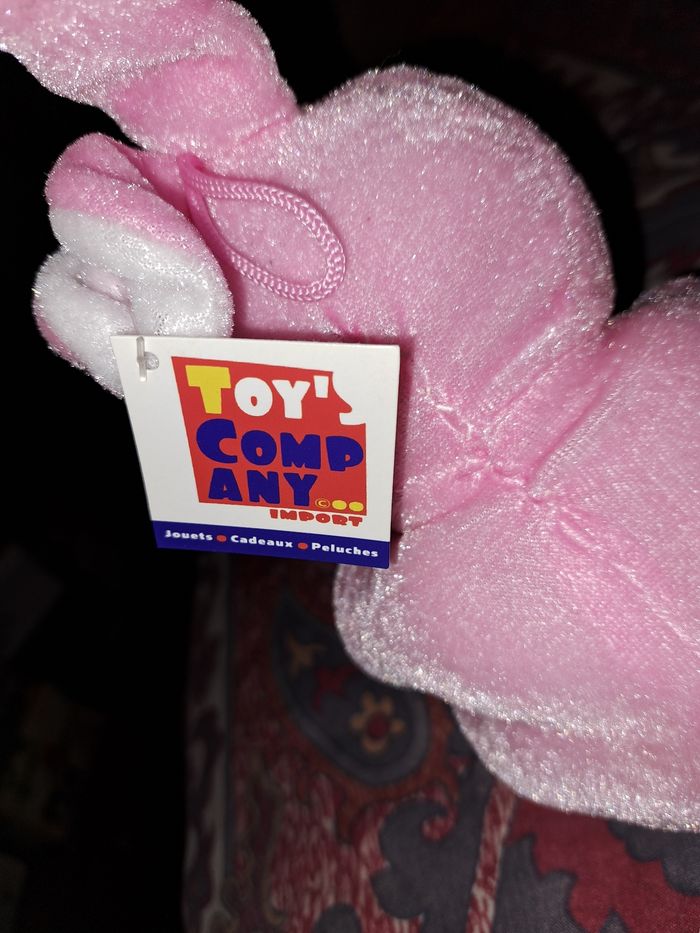 TOY'S
COMP
ANY ©
IMPORT
Jouets • Cadeaux • Peluches